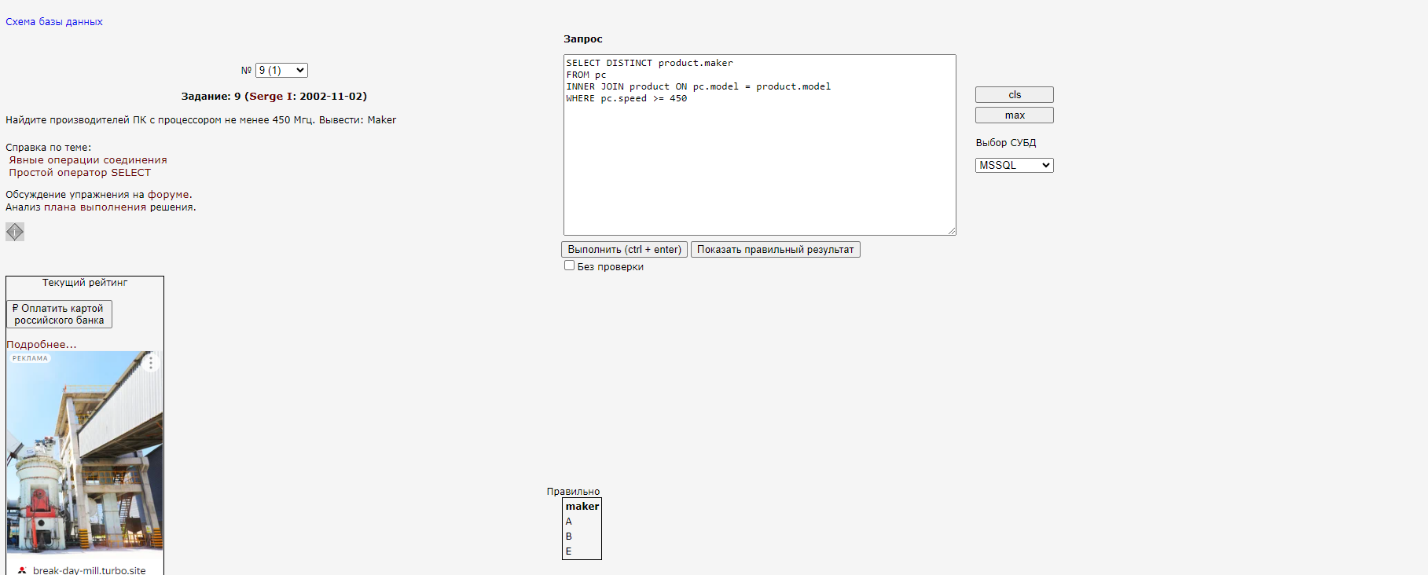 Схема базы данных
№ 9 (1)
Задание: 9 (Serge I: 2002-11-02)
Найдите производителей ПК с процессором не менее 450 Мгц. Вывести: Maker
Справка по теме:
Явные операции соединения
Простой оператор SELECT
Обсуждение упражнения на форуме.
Анализ плана выполнения решения.
Текущий рейтинг
₽ Оплатить картой
российского банка
Подробнее...
РЕКЛАМА
break-day-mill.turbo.site
Запрос
SELECT DISTINCT product.maker
FROM pc
INNER JOIN product ON pc.model = product.model
WHERE pc.speed >= 450
Выполнить (ctrl + enter) Показать правильный результат
Без проверки
cls
max
Выбор СУБД
MSSQL
Правильно
maker
A
B
E